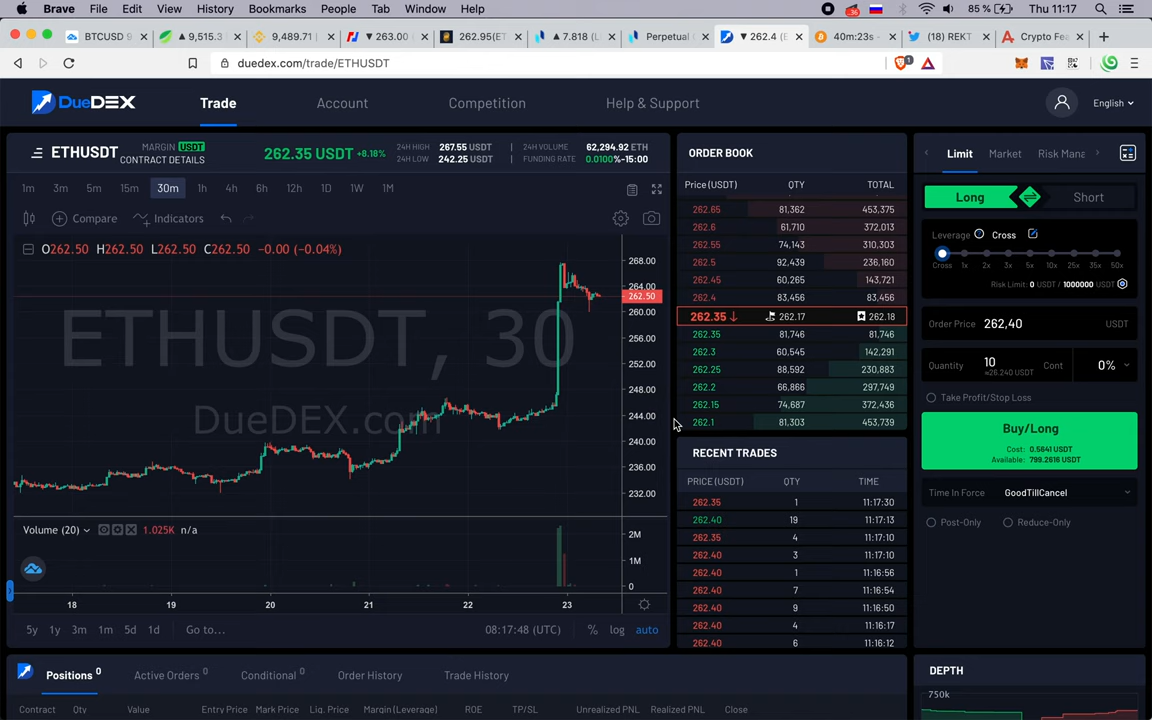 Brave File Edit View History Bookmarks People Tab Window Help 85 % Thu 11:17
BTCUSD 9 9,515.3 9,489.71 263.00 262.95(ET 7.818 (L Perpetual C 262.4 (E 40m:23s - (18) REKT Crypto Fea
duedex.com/trade/ETHUSDT 1
DueDEX Trade Account Competition Help & Support English
ETHUSDT MARGIN USDT
CONTRACT DETAILS
262.35 USDT +8.18%
24H HIGH 267.55 USDT
24H LOW 242.25 USDT
24H VOLUME 62,294.92 ETH
FUNDING RATE 0.0100%-15:00
1m 3m 5m 15m 30m 1h 4h 6h 12h 1D 1W 1M
Compare Indicators
O262.50 H262.50 L262.50 C262.50 -0.00 (-0.04%)
ETHUSDT, 30
DueDEX.com
268.00
264.00
262.50
260.00
256.00
252.00
248.00
244.00
240.00
236.00
232.00
Volume (20) 1.025K n/a
2M
1M
0
18 19 20 21 22 23
5y 1y 3m 1m 5d 1d Go to... 08:17:48 (UTC) % log auto
ORDER BOOK
Price (USDT) QTY TOTAL
262.65 81,362 453,375
262.6 61,710 372,013
262.55 74,143 310,303
262.5 92,439 236,160
262.45 60,265 143,721
262.4 83,456 83,456
262.35 ↓ 262.17 262.18
262.35 81,746 81,746
262.3 60,545 142,291
262.25 88,592 230,883
262.2 66,866 297,749
262.15 74,687 372,436
262.1 81,303 453,739
RECENT TRADES
PRICE (USDT) QTY TIME
262.35 1 11:17:30
262.40 19 11:17:13
262.35 4 11:17:10
262.40 3 11:17:10
262.40 1 11:16:56
262.40 7 11:16:54
262.40 9 11:16:50
262.40 4 11:16:17
262.40 6 11:16:12
Limit Market Risk Mana
Long Short
Leverage Cross
Cross 1x 2x 3x 5x 10x 25x 35x 50x
Risk Limit: 0 USDT / 1000000 USDT
Order Price 262,40 USDT
Quantity 10 Cont 0%
≈26.240 USDT
Take Profit/Stop Loss
Buy/Long
Cost: 0.5641 USDT
Available: 799.2616 USDT
Time In Force GoodTillCancel
Post-Only Reduce-Only
Positions 0 Active Orders 0 Conditional 0 Order History Trade History
Contract Qty Value Entry Price Mark Price Liq. Price Margin (Leverage) ROE TP/SL Unrealized PNL Realized PNL Close
DEPTH
750k